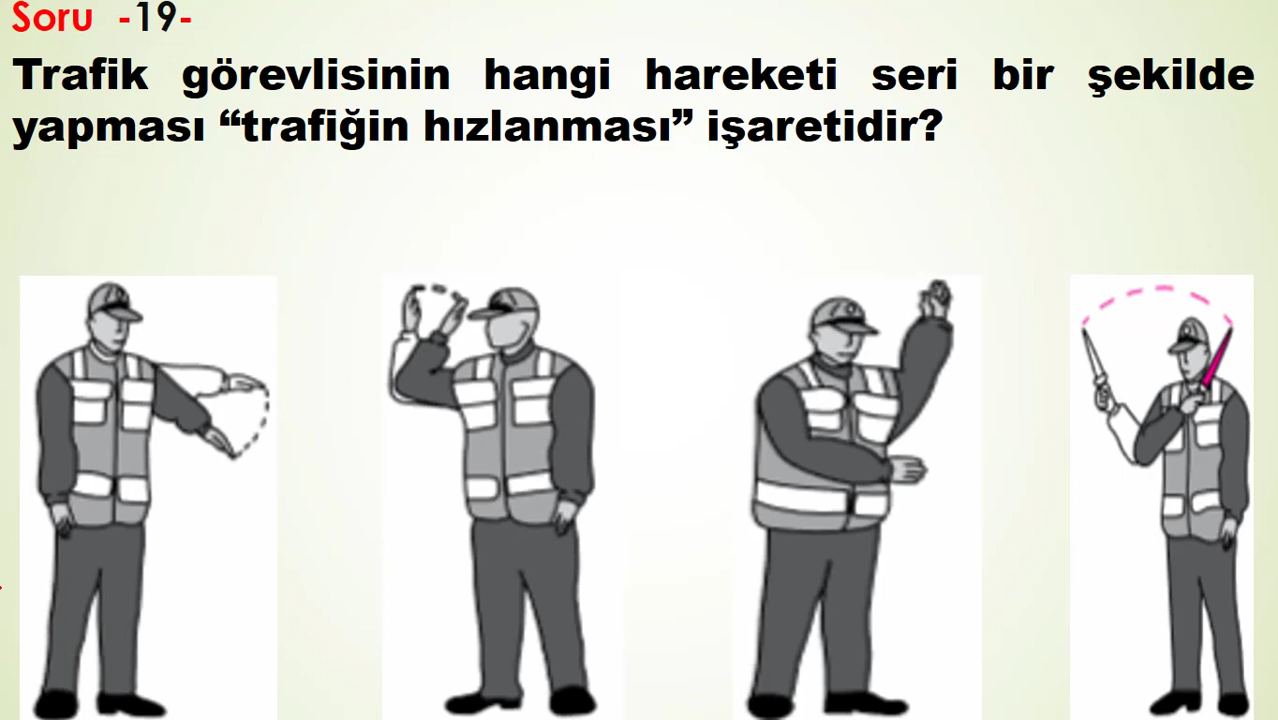 Soru -19-
Trafik görevlisinin hangi hareketi seri bir şekilde
yapması “trafiğin hızlanması” işaretidir?